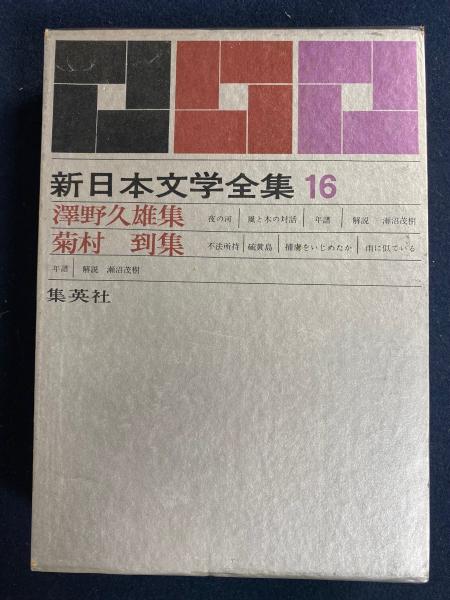 新日本文学全集 16
澤野久雄集 夜の河 風と木の対話 年譜 解説 瀬沼茂樹
菊村 到集 不法所持 硫黄島 捕虜をいじめたか 雨に似ている
年譜 解説 瀬沼茂樹
集英社